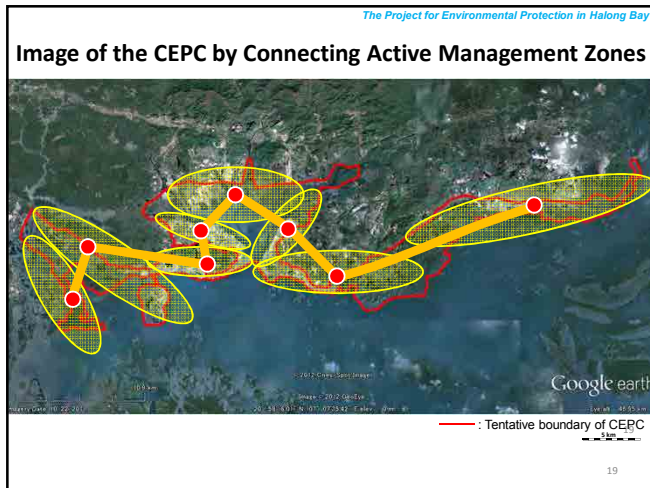 The Project for Environmental Protection in Halong Bay
Image of the CEPC by Connecting Active Management Zones
Google earth
: Tentative boundary of CEPC
5 km
19
19